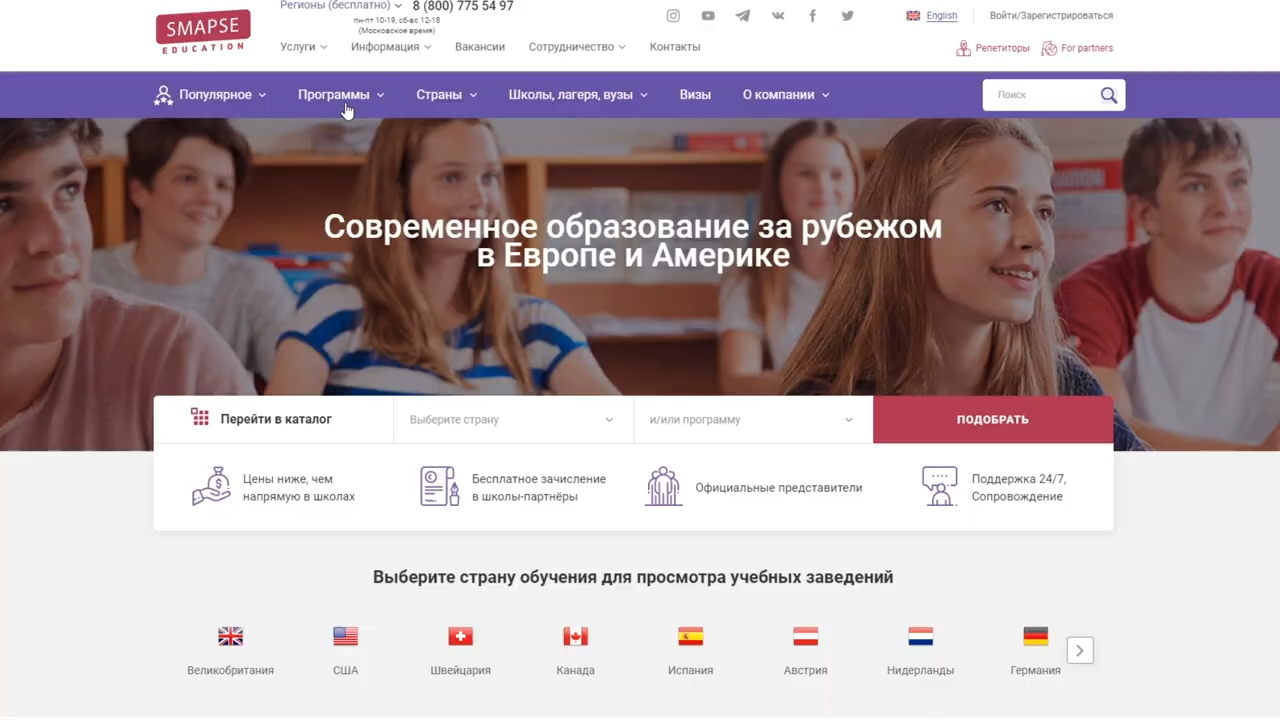 SMAPSE
EDUCATION
Регионы (бесплатно)
8 (800) 775 54 97
пн-пт 10-19, сб-вс 12-18
(Московское время)
English
Войти/Зарегистрироваться
Услуги
Информация
Вакансии
Сотрудничество
Контакты
Репетиторы
For partners
Популярное
Программы
Страны
Школы, лагеря, вузы
Визы
О компании
Поиск
Современное образование за рубежом
в Европе и Америке
Перейти в каталог
Выберите страну
и/или программу
ПОДОБРАТЬ
Цены ниже, чем
напрямую в школах
Бесплатное зачисление
в школы-партнёры
Официальные представители
Поддержка 24/7,
Сопровождение
Выберите страну обучения для просмотра учебных заведений
Великобритания
США
Швейцария
Канада
Испания
Австрия
Нидерланды
Германия